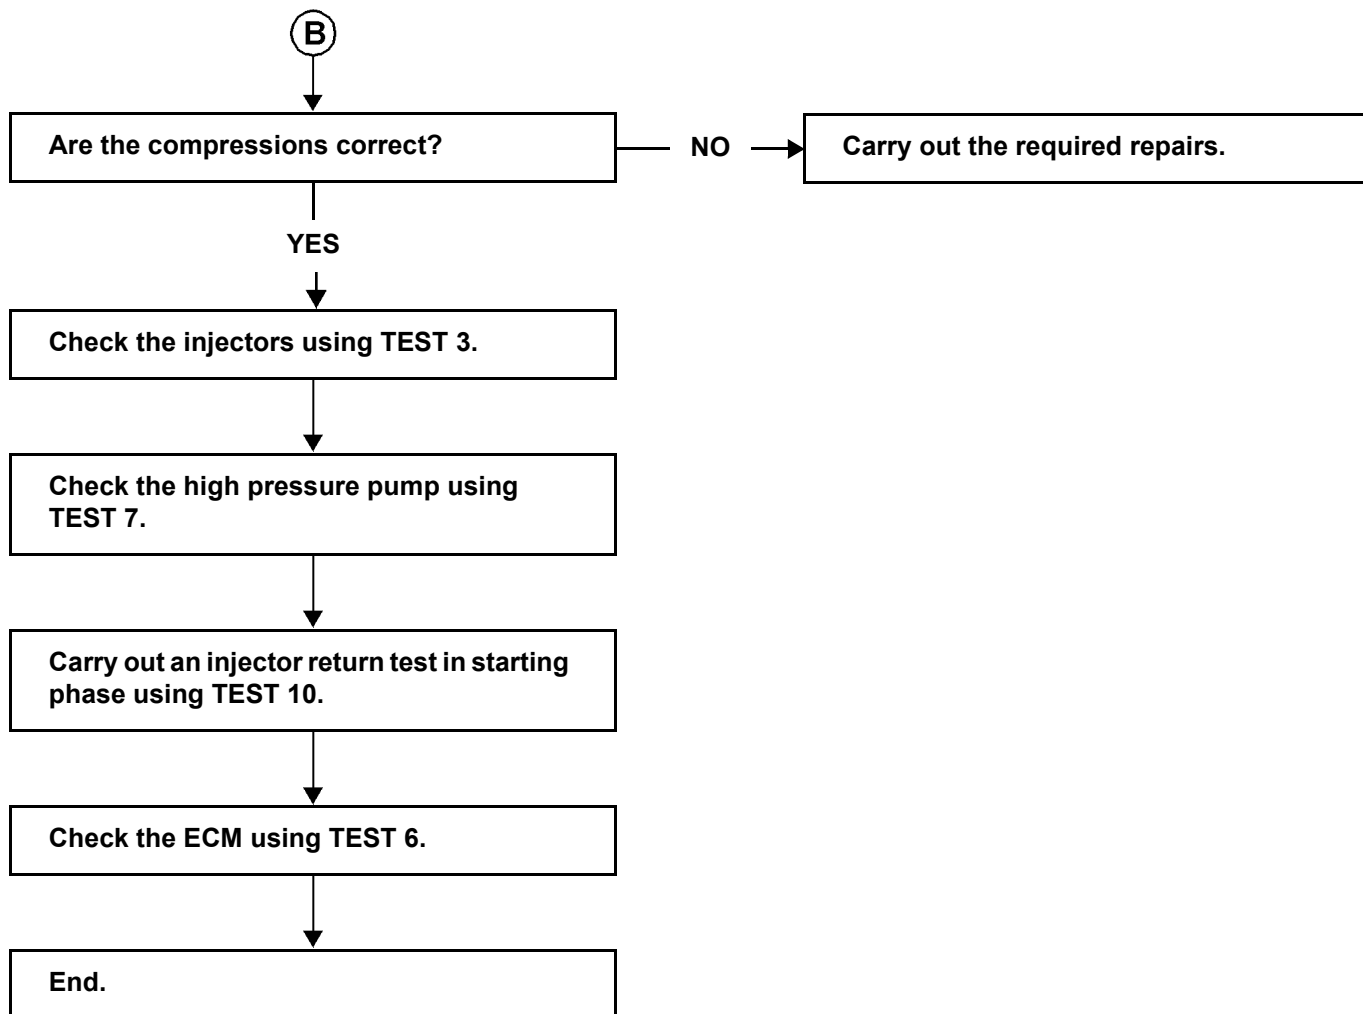 B
Are the compressions correct?
NO
Carry out the required repairs.
YES
Check the injectors using TEST 3.
Check the high pressure pump using
TEST 7.
Carry out an injector return test in starting
phase using TEST 10.
Check the ECM using TEST 6.
End.